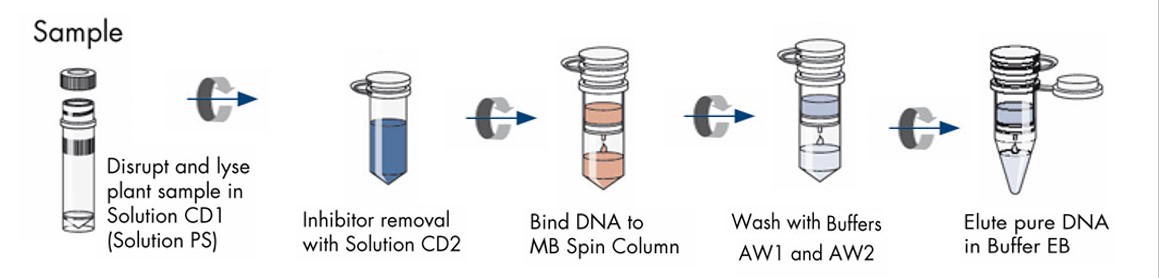 Sample
Disrupt and lyse
plant sample in
Solution CD1
(Solution PS)
Inhibitor removal
with Solution CD2
Bind DNA to
MB Spin Column
Wash with Buffers
AW1 and AW2
Elute pure DNA
in Buffer EB